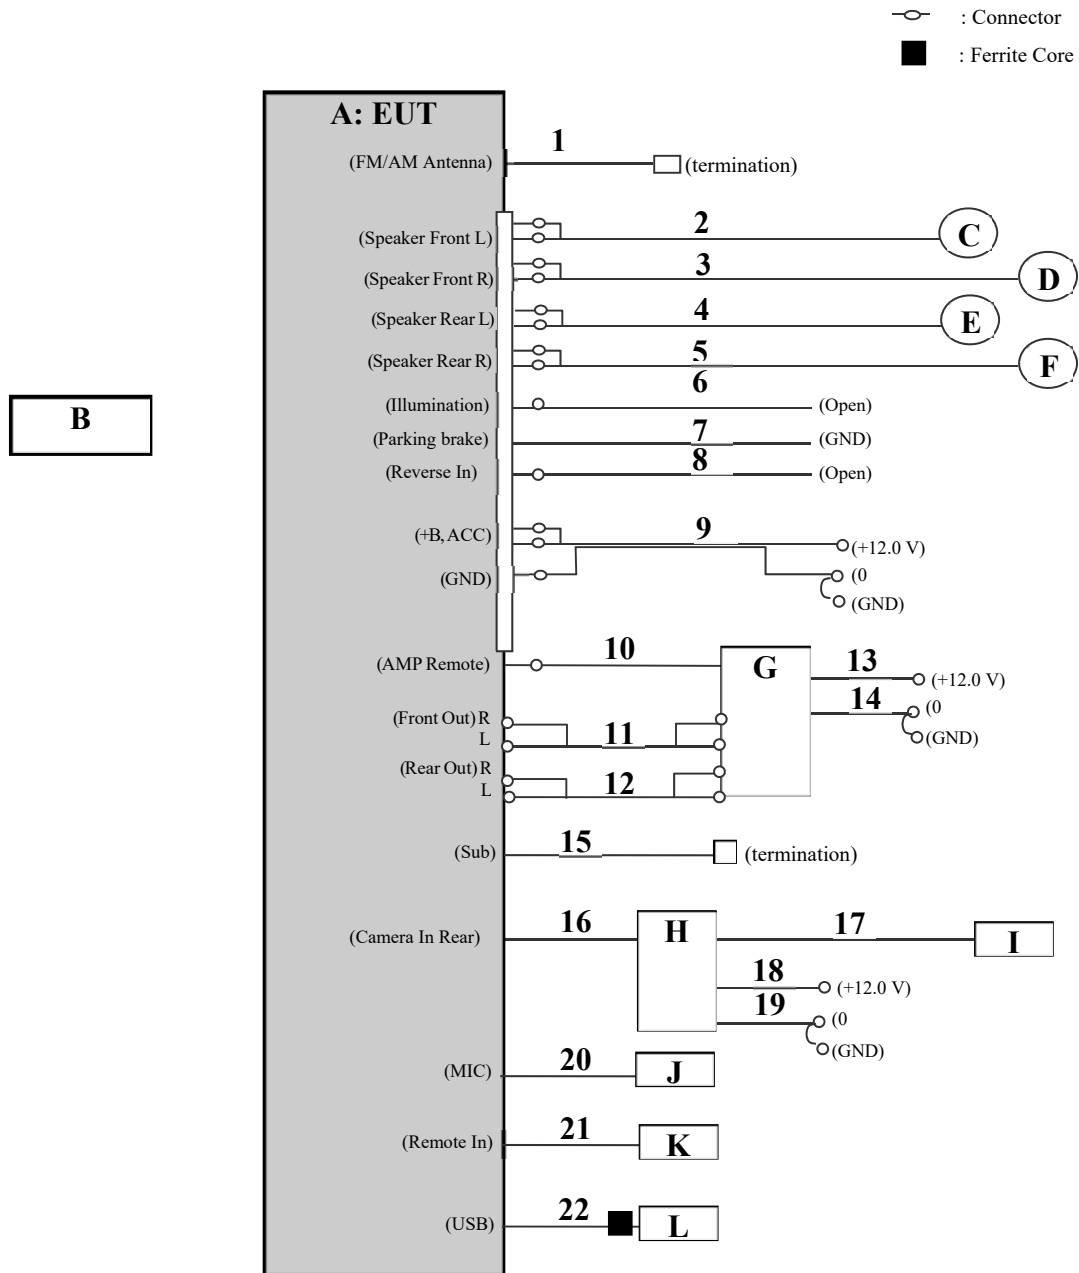 : Connector
: Ferrite Core
A: EUT
1
(FM/AM Antenna)
(termination)
2
(Speaker Front L)
C
3
(Speaker Front R)
D
4
(Speaker Rear L)
E
5
(Speaker Rear R)
F
6
(Illumination)
(Open)
B
7
(Parking brake)
(GND)
8
(Reverse In)
(Open)
9
(+B, ACC)
(+12.0 V)
(GND)
(0
(GND)
10
(AMP Remote)
G
13
(+12.0 V)
14
(0
(GND)
(Front Out) R
L
11
(Rear Out) R
L
12
15
(Sub)
(termination)
16
(Camera In Rear)
H
17
I
18
(+12.0 V)
19
(0
(GND)
20
(MIC)
J
21
(Remote In)
K
22
(USB)
L